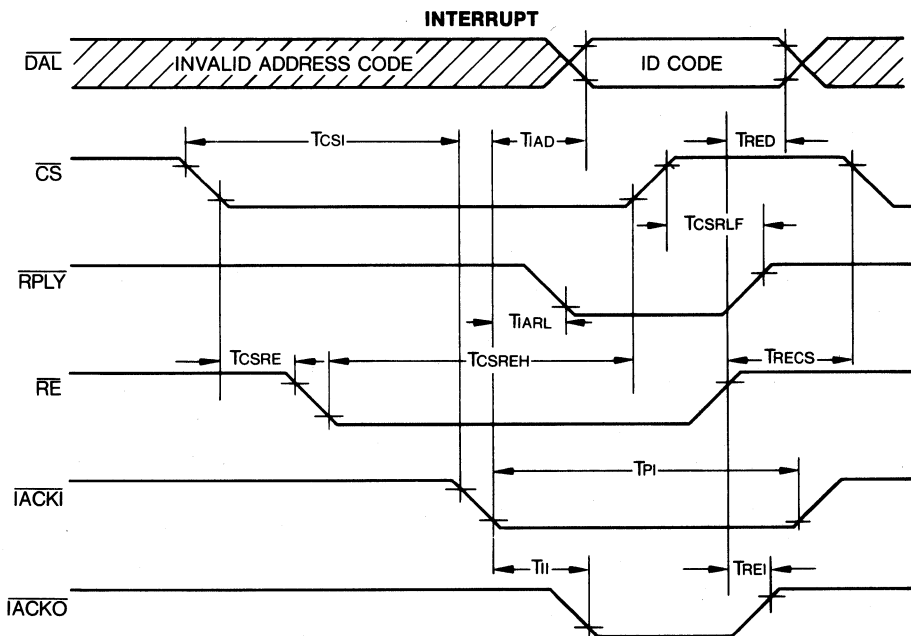 INTERRUPT
DAL
INVALID ADDRESS CODE
ID CODE
TCSI
TIAD
TRED
CS
TCSRLF
RPLY
TIARL
TCSRE
TCSREH
TRECS
RE
TPI
IACKI
TII
TREI
IACKO